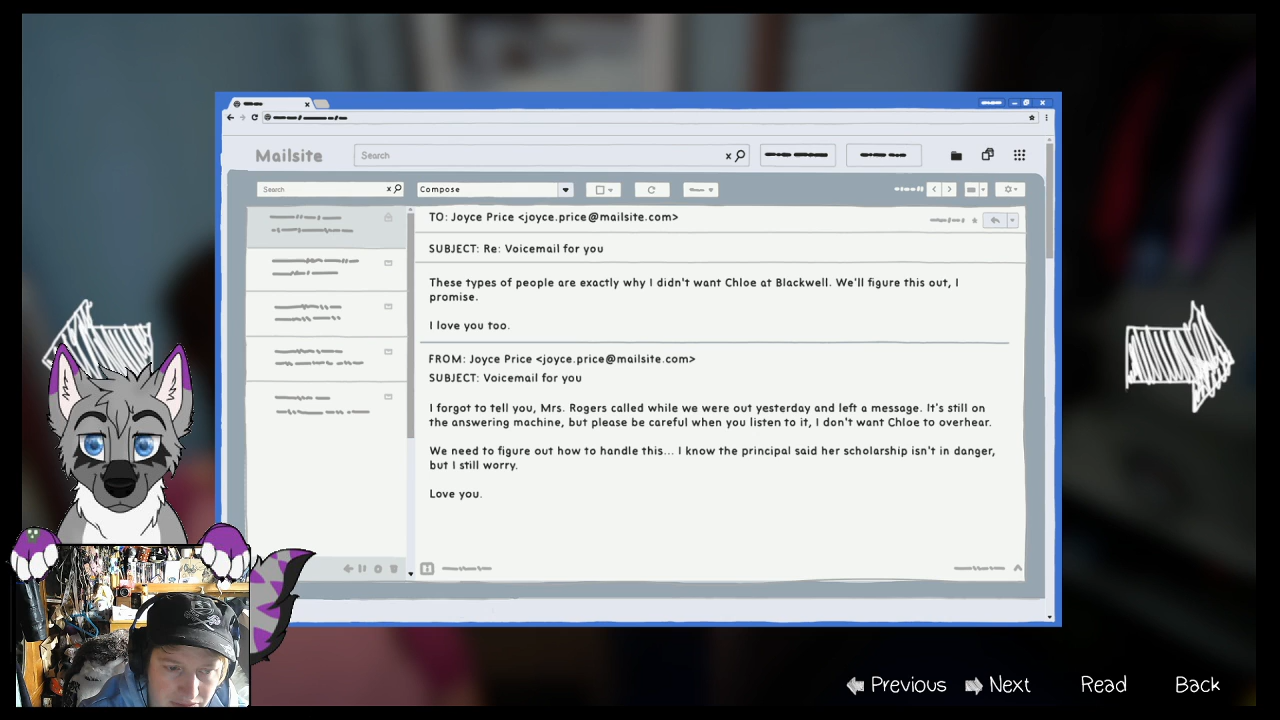 Mailsite
Search
x
Search
x
Compose
TO: Joyce Price <joyce.price@mailsite.com>
SUBJECT: Re: Voicemail for you
These types of people are exactly why I didn't want Chloe at Blackwell. We'll figure this out, I
promise.
I love you too.
FROM: Joyce Price <joyce.price@mailsite.com>
SUBJECT: Voicemail for you
I forgot to tell you, Mrs. Rogers called while we were out yesterday and left a message. It's still on
the answering machine, but please be careful when you listen to it, I don't want Chloe to overhear.
We need to figure out how to handle this... I know the principal said her scholarship isn't in danger,
but I still worry.
Love you.
Previous Next Read Back